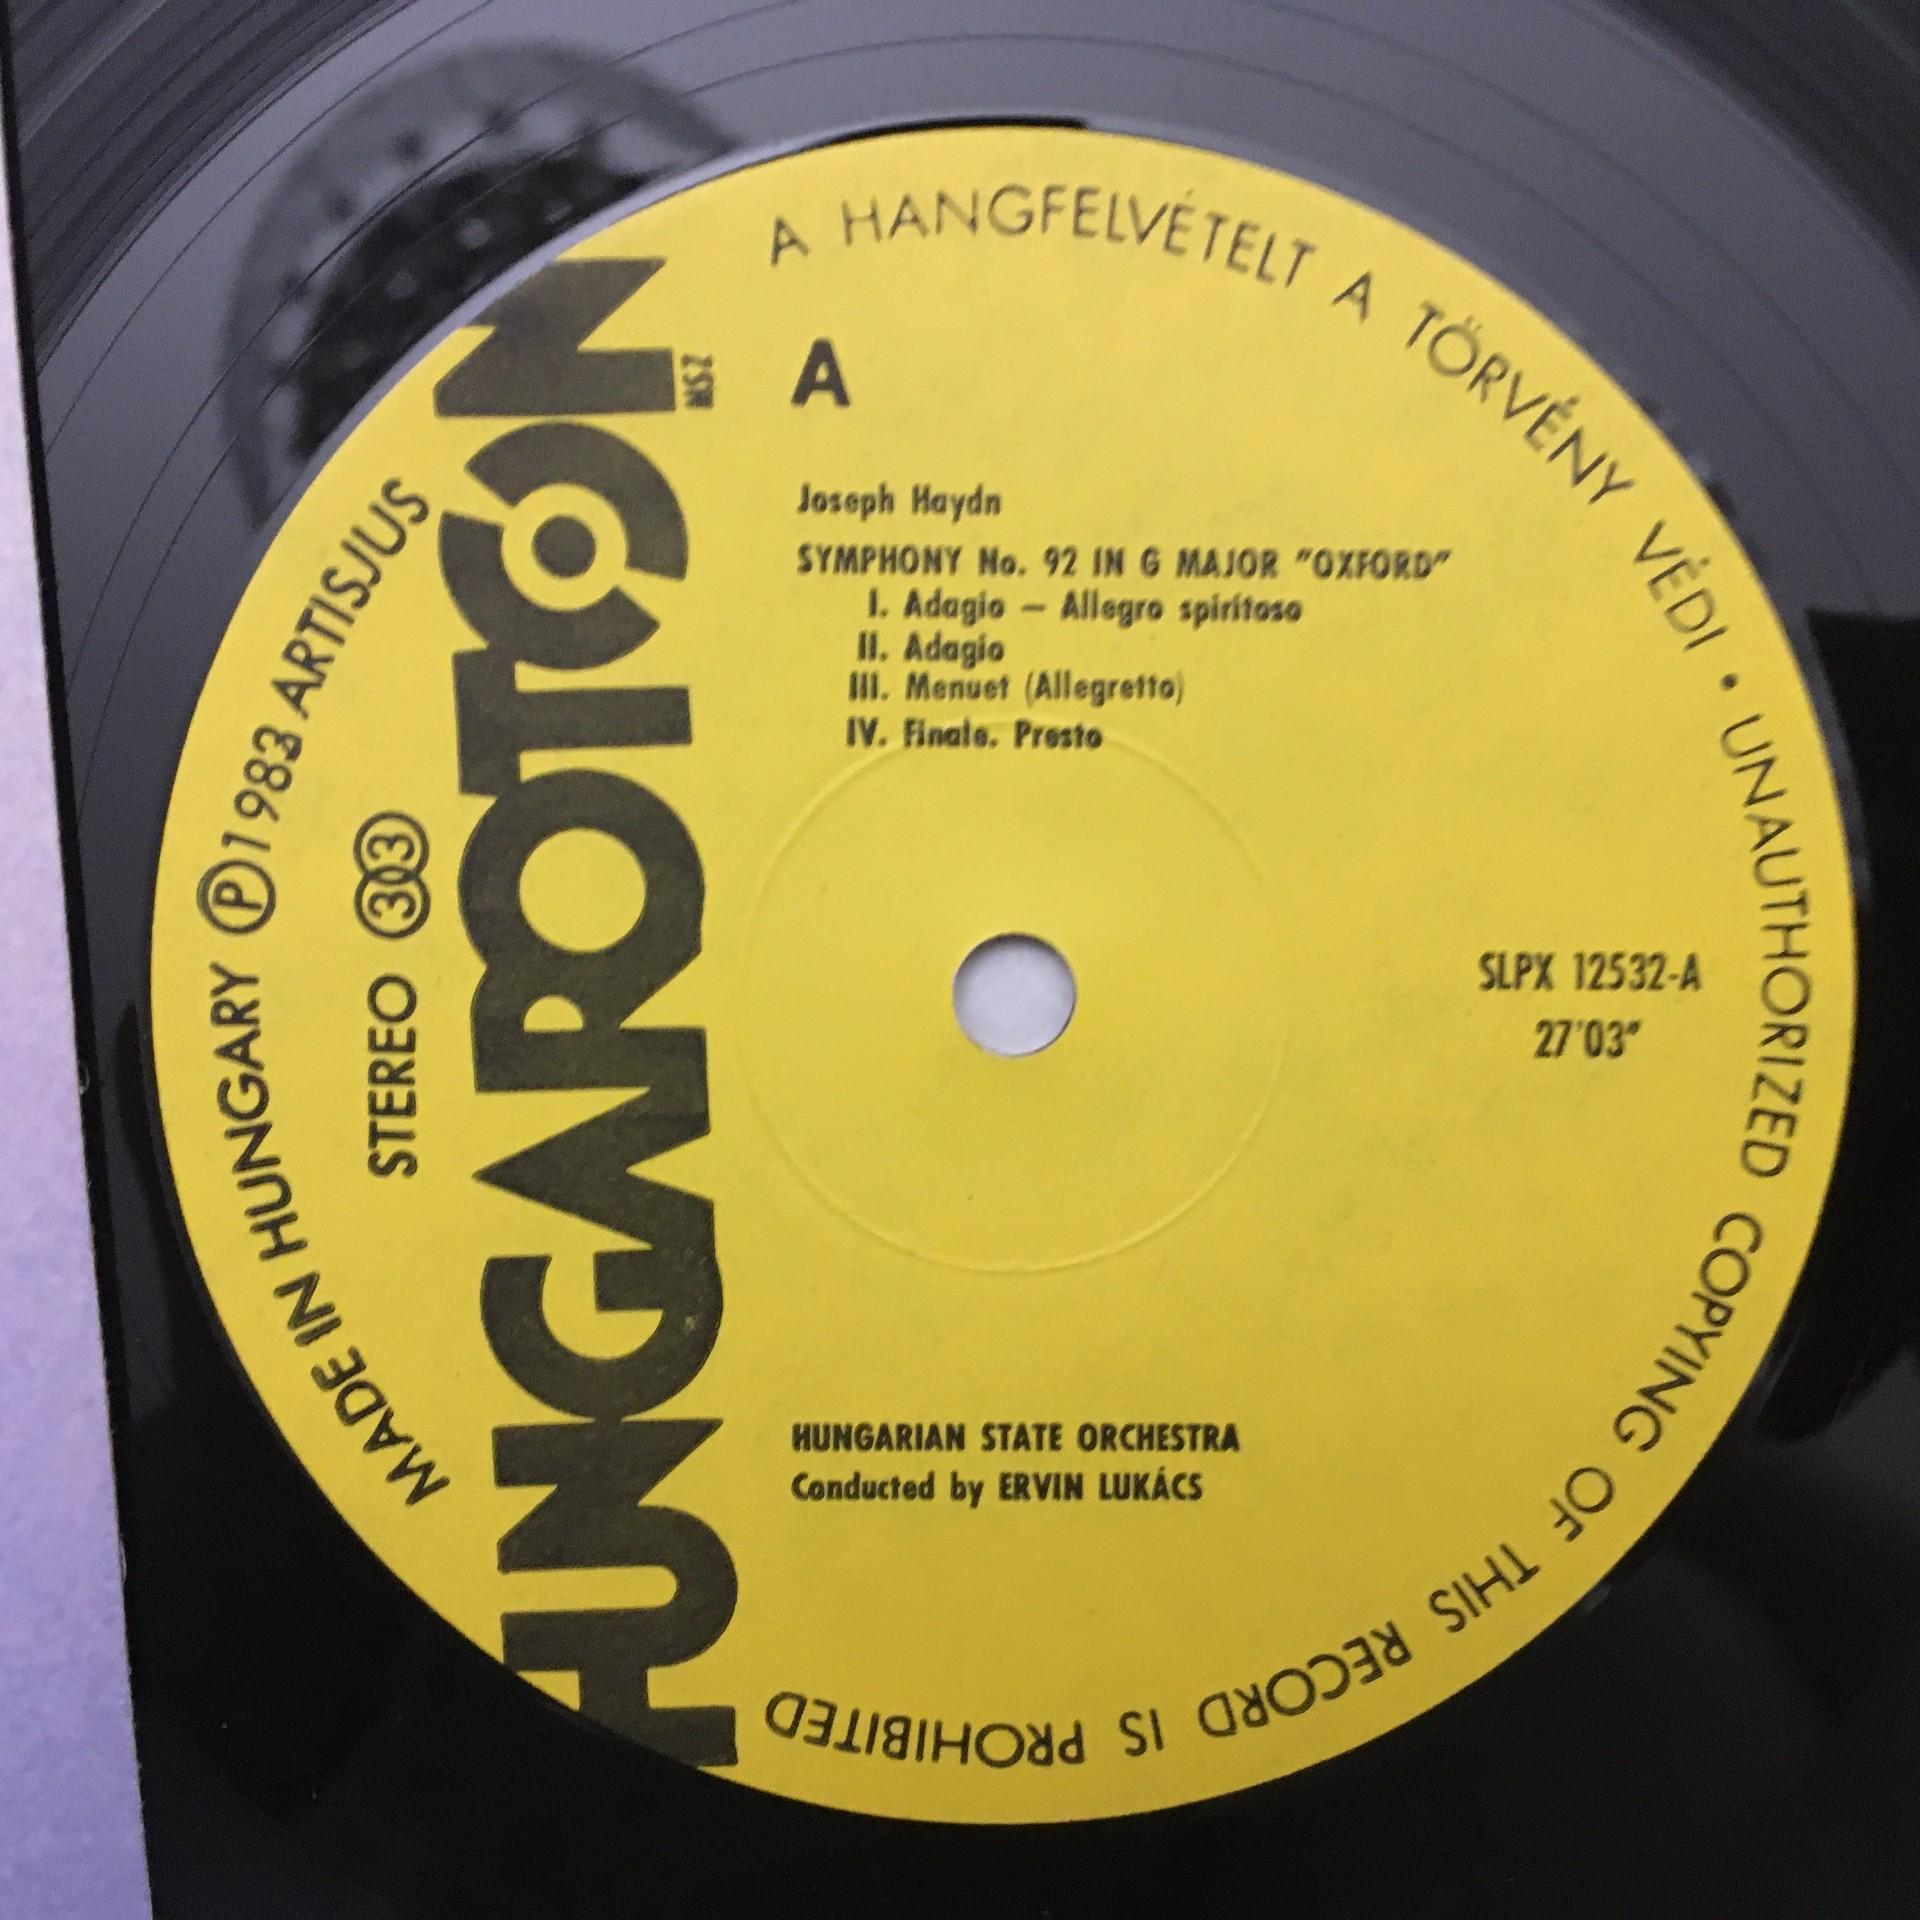 A HANGFELVÉTELT A TÖRVÉNY VÉDI • UNAUTHORIZED COPYING OF THIS RECORD IS PROHIBITED
MADE IN HUNGARY Ⓟ 1983 ARTISJUS
STEREO 33
HUNGAROTON
MSZ
A
Joseph Haydn
SYMPHONY No. 92 IN G MAJOR "OXFORD"
I. Adagio – Allegro spiritoso
II. Adagio
III. Menuet (Allegretto)
IV. Finale. Presto
SLPX 12532-A
27'03"
HUNGARIAN STATE ORCHESTRA
Conducted by ERVIN LUKÁCS